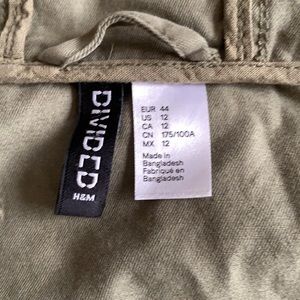 DIVIDED
H&M
EUR 44
US 12
CA 12
CN 175/100A
MX 12
Made in
Bangladesh
Fabriqué en
Bangladesh